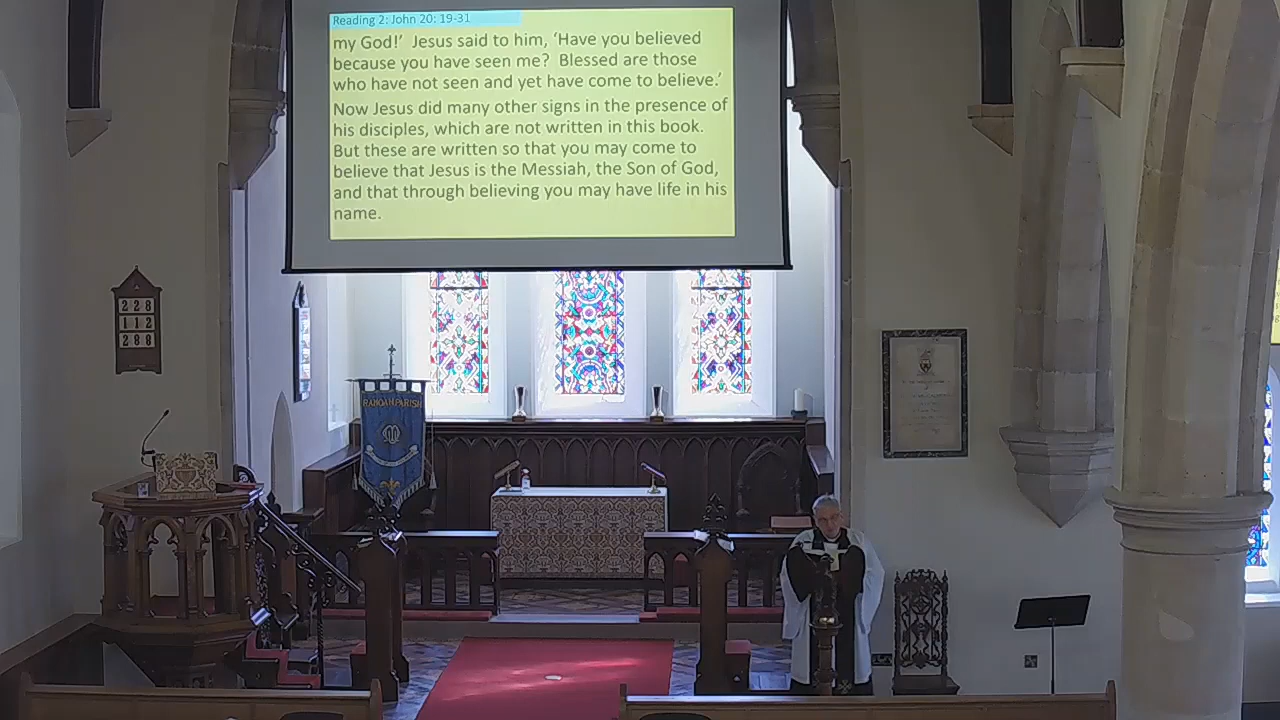 Reading 2: John 20: 19-31
my God!’ Jesus said to him, ‘Have you believed
because you have seen me? Blessed are those
who have not seen and yet have come to believe.’
Now Jesus did many other signs in the presence of
his disciples, which are not written in this book.
But these are written so that you may come to
believe that Jesus is the Messiah, the Son of God,
and that through believing you may have life in his
name.
228
112
288
RAHOAH PARISH